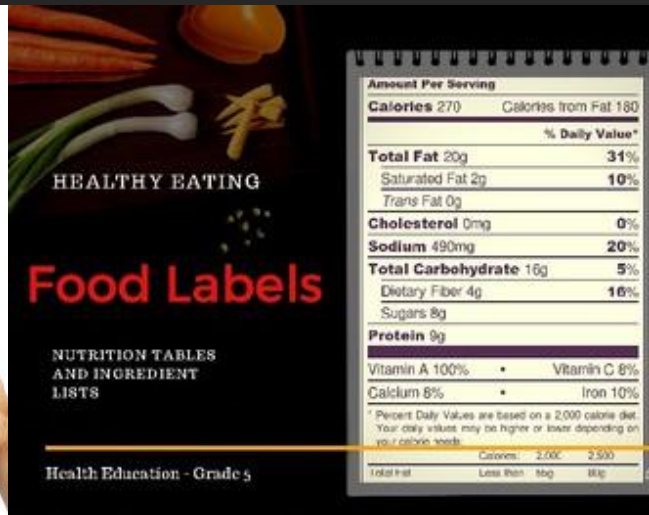 HEALTHY EATING
Food Labels
NUTRITION TABLES
AND INGREDIENT
LISTS
Health Education - Grade 5
Amount Per Serving
Calories 270 Calories from Fat 180
% Daily Value*
Total Fat 20g 31%
Saturated Fat 2g 10%
Trans Fat 0g
Cholesterol 0mg 0%
Sodium 490mg 20%
Total Carbohydrate 16g 5%
Dietary Fiber 4g 16%
Sugars 8g
Protein 9g
Vitamin A 100% • Vitamin C 8%
Calcium 8% • Iron 10%
* Percent Daily Values are based on a 2,000 calorie diet.
Your daily values may be higher or lower depending on
your calorie needs:
Calories: 2,000 2,500
Total Fat Less than 80g